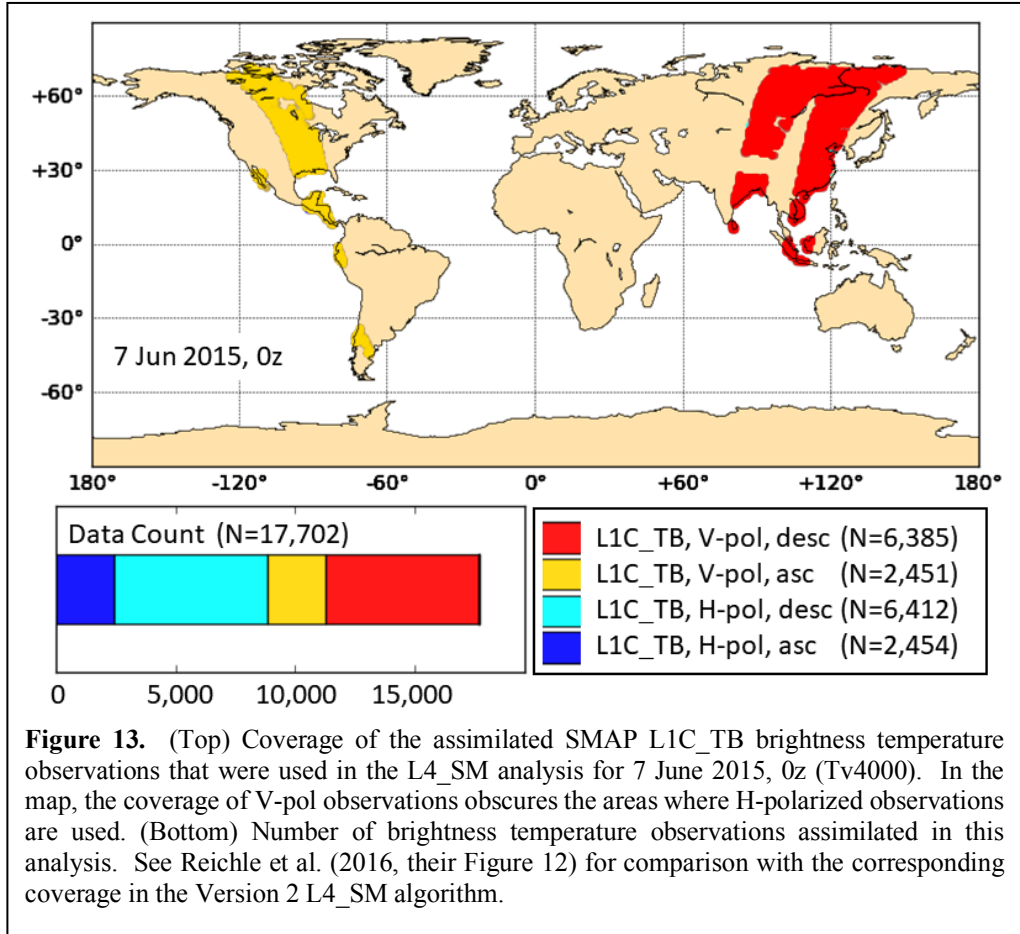 +60°
+30°
0°
-30°
-60°
7 Jun 2015, 0z
180° -120° -60° 0° +60° +120° 180°
Data Count (N=17,702)
0 5,000 10,000 15,000
L1C_TB, V-pol, desc (N=6,385)
L1C_TB, V-pol, asc (N=2,451)
L1C_TB, H-pol, desc (N=6,412)
L1C_TB, H-pol, asc (N=2,454)
Figure 13. (Top) Coverage of the assimilated SMAP L1C_TB brightness temperature
observations that were used in the L4_SM analysis for 7 June 2015, 0z (Tv4000). In the
map, the coverage of V-pol observations obscures the areas where H-polarized observations
are used. (Bottom) Number of brightness temperature observations assimilated in this
analysis. See Reichle et al. (2016, their Figure 12) for comparison with the corresponding
coverage in the Version 2 L4_SM algorithm.